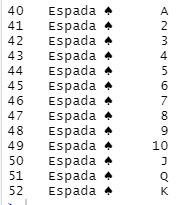 40 Espada ♠ A
41 Espada ♠ 2
42 Espada ♠ 3
43 Espada ♠ 4
44 Espada ♠ 5
45 Espada ♠ 6
46 Espada ♠ 7
47 Espada ♠ 8
48 Espada ♠ 9
49 Espada ♠ 10
50 Espada ♠ J
51 Espada ♠ Q
52 Espada ♠ K